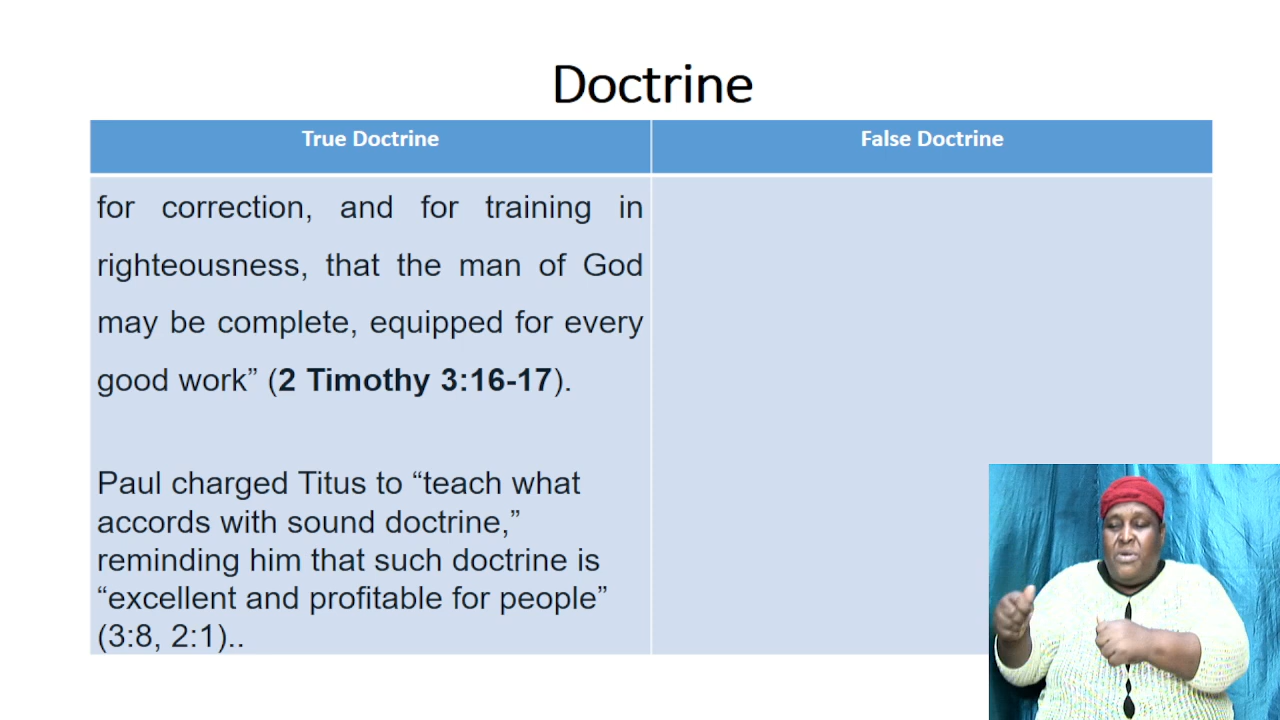 Doctrine
True Doctrine
False Doctrine
for correction, and for training in
righteousness, that the man of God
may be complete, equipped for every
good work” (2 Timothy 3:16-17).
Paul charged Titus to “teach what
accords with sound doctrine,”
reminding him that such doctrine is
“excellent and profitable for people”
(3:8, 2:1)..